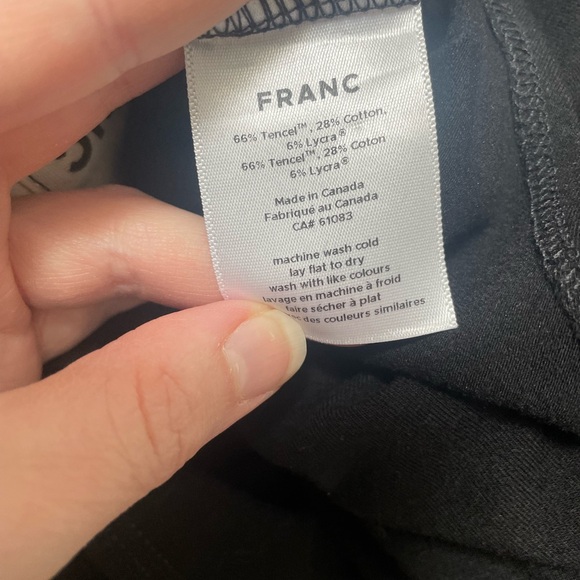 FRANC
66% Tencel™, 28% Cotton,
6% Lycra®
66% Tencel™, 28% Coton
6% Lycra®
Made in Canada
Fabriqué au Canada
CA# 61083
machine wash cold
lay flat to dry
wash with like colours
lavage en machine à froid
faire sécher à plat
des couleurs similaires